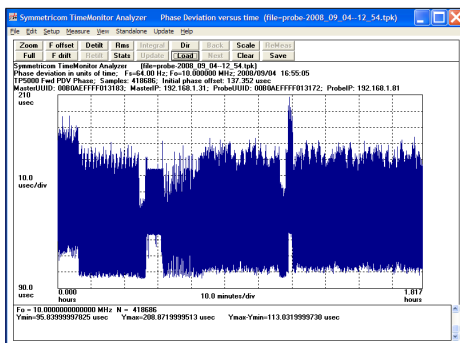 Symmetricom TimeMonitor Analyzer Phase Deviation versus time (file=probe-2008_09_04--12_54.tpk)
File Edit Setup Measure View Standalone Update Help
Zoom F offset Detilt Rms Integral Dir Back Scale ReMeas
Full F drift Retilt Stats Update Load Next Clear Save
Symmetricom TimeMonitor Analyzer (file=probe-2008_09_04--12_54.tpk)
Phase deviation in units of time; Fs=64.00 Hz; Fo=10.000000 MHz; 2008/09/04 16:55:05
TP5000 Fwd PDV Phase; Samples: 418686; Initial phase offset: 137.352 usec
MasterUUID: 00B0AEFFFF013183; MasterIP: 192.168.1.31; ProbeUUID: 00B0AEFFFF013172; ProbeIP: 192.168.1.81
210
usec
10.0
usec/div
90.0
usec
0.000
hours
10.0 minutes/div
1.817
hours
Fo = 10.0000000000000 MHz N = 418686
Ymin=95.83999997825 usec Ymax=208.8719999513 usec Ymax-Ymin=113.0319999730 usec